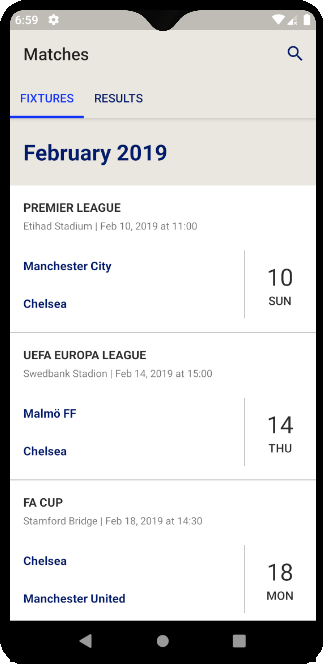 6:59
Matches
FIXTURES RESULTS
February 2019
PREMIER LEAGUE
Etihad Stadium | Feb 10, 2019 at 11:00
Manchester City
Chelsea
10
SUN
UEFA EUROPA LEAGUE
Swedbank Stadion | Feb 14, 2019 at 15:00
Malmö FF
Chelsea
14
THU
FA CUP
Stamford Bridge | Feb 18, 2019 at 14:30
Chelsea
Manchester United
18
MON